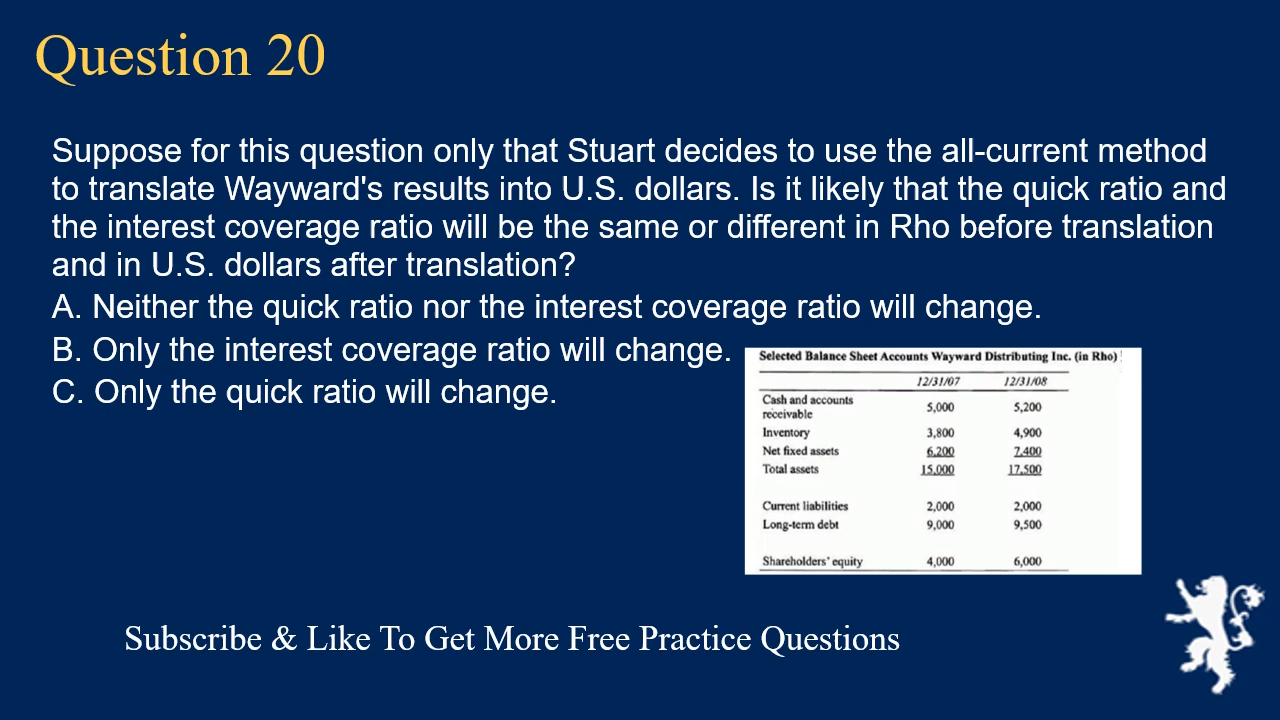 Question 20
Suppose for this question only that Stuart decides to use the all-current method
to translate Wayward's results into U.S. dollars. Is it likely that the quick ratio and
the interest coverage ratio will be the same or different in Rho before translation
and in U.S. dollars after translation?
A. Neither the quick ratio nor the interest coverage ratio will change.
B. Only the interest coverage ratio will change.
C. Only the quick ratio will change.
Selected Balance Sheet Accounts Wayward Distributing Inc. (in Rho)
12/31/07 12/31/08
Cash and accounts
receivable 5,000 5,200
Inventory 3,800 4,900
Net fixed assets 6,200 7,400
Total assets 15,000 17,500
Current liabilities 2,000 2,000
Long-term debt 9,000 9,500
Shareholders' equity 4,000 6,000
Subscribe & Like To Get More Free Practice Questions